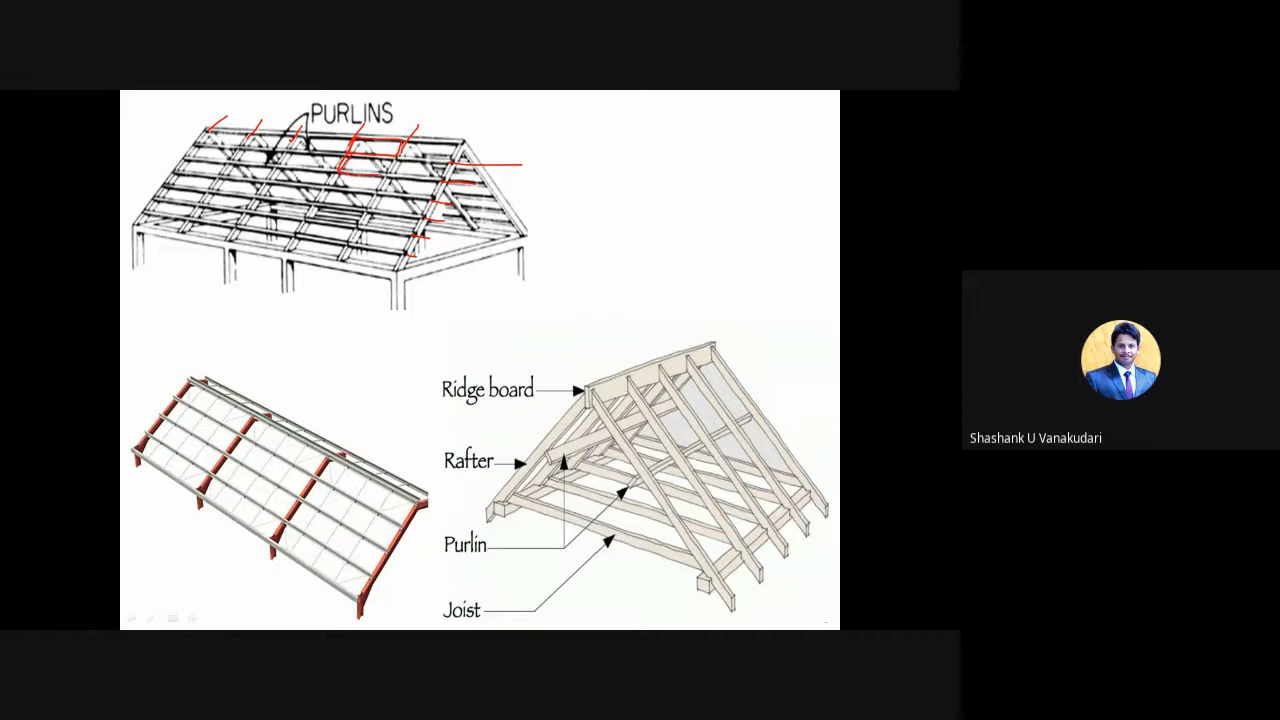 PURLINS
Ridge board
Rafter
Purlin
Joist
Shashank U Vanakudari